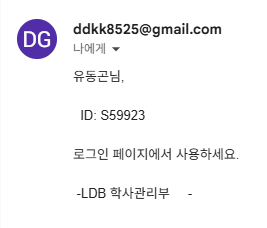 DG
ddkk8525@gmail.com
나에게
유동곤님,
ID: S59923
로그인 페이지에서 사용하세요.
-LDB 학사관리부 -